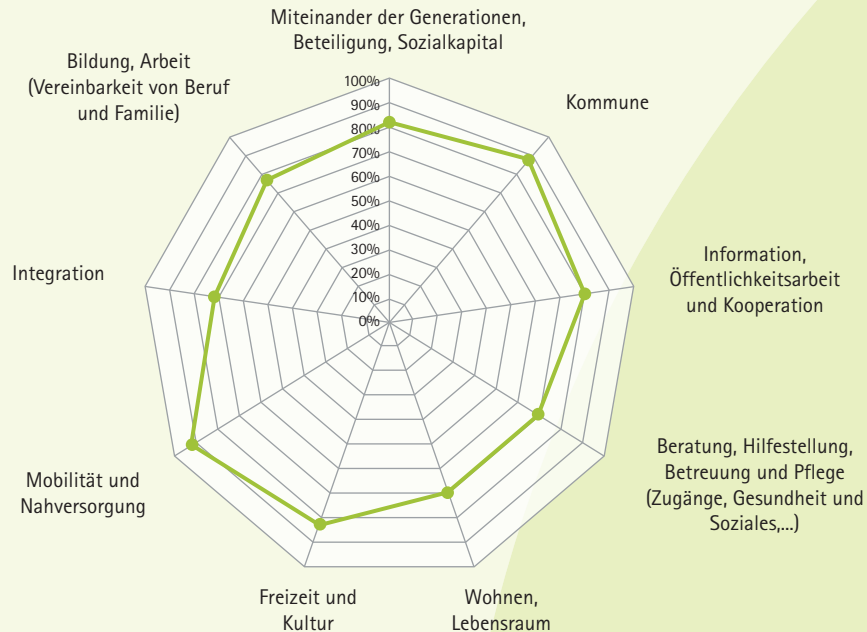 Miteinander der Generationen,
Beteiligung, Sozialkapital
Kommune
Information,
Öffentlichkeitsarbeit
und Kooperation
Beratung, Hilfestellung,
Betreuung und Pflege
(Zugänge, Gesundheit und
Soziales,...)
Wohnen,
Lebensraum
Freizeit und
Kultur
Mobilität und
Nahversorgung
Integration
Bildung, Arbeit
(Vereinbarkeit von Beruf
und Familie)
100%
90%
80%
70%
60%
50%
40%
30%
20%
10%
0%